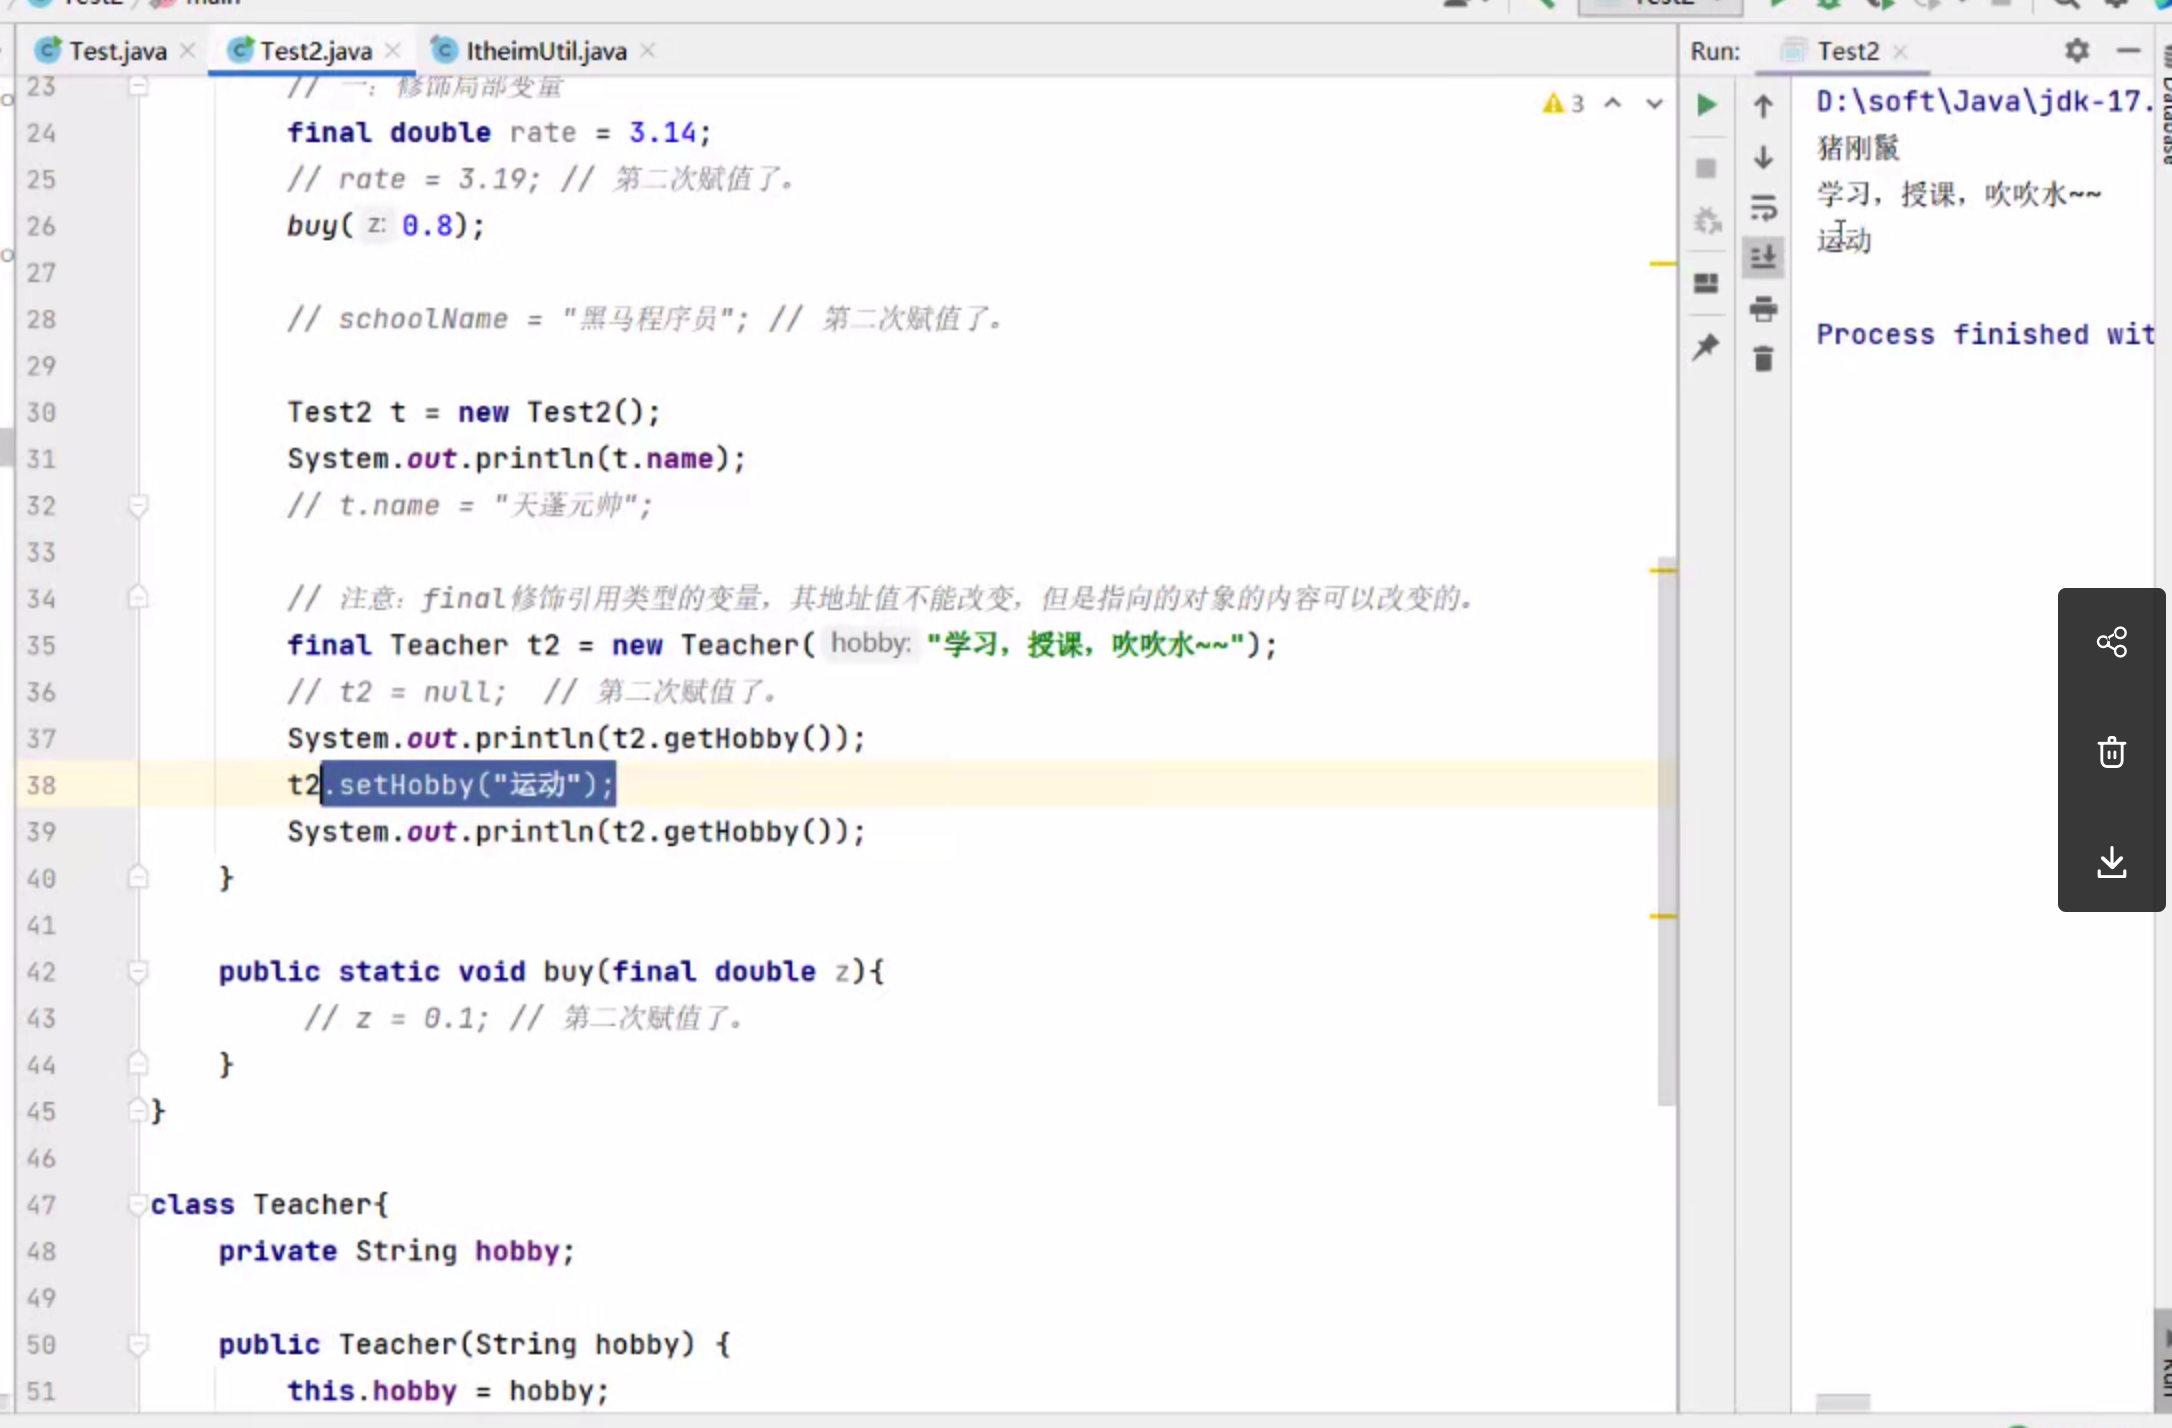 Test2 main
Test2
Test.java Test2.java ItheimUtil.java
Run: Test2
3
23 // 一：修饰局部变量
24 final double rate = 3.14;
25 // rate = 3.19; // 第二次赋值了。
26 buy( z: 0.8);
27
28 // schoolName = "黑马程序员"; // 第二次赋值了。
29
30 Test2 t = new Test2();
31 System.out.println(t.name);
32 // t.name = "天蓬元帅";
33
34 // 注意：final修饰引用类型的变量，其地址值不能改变，但是指向的对象的内容可以改变的。
35 final Teacher t2 = new Teacher( hobby: "学习，授课，吹吹水~~");
36 // t2 = null;  // 第二次赋值了。
37 System.out.println(t2.getHobby());
38 t2.setHobby("运动");
39 System.out.println(t2.getHobby());
40 }
41
42 public static void buy(final double z){
43 // z = 0.1; // 第二次赋值了。
44 }
45 }
46
47 class Teacher{
48 private String hobby;
49
50 public Teacher(String hobby) {
51 this.hobby = hobby;
D:\soft\Java\jdk-17.
猪刚鬣
学习，授课，吹吹水~~
运动
Process finished wit
Database